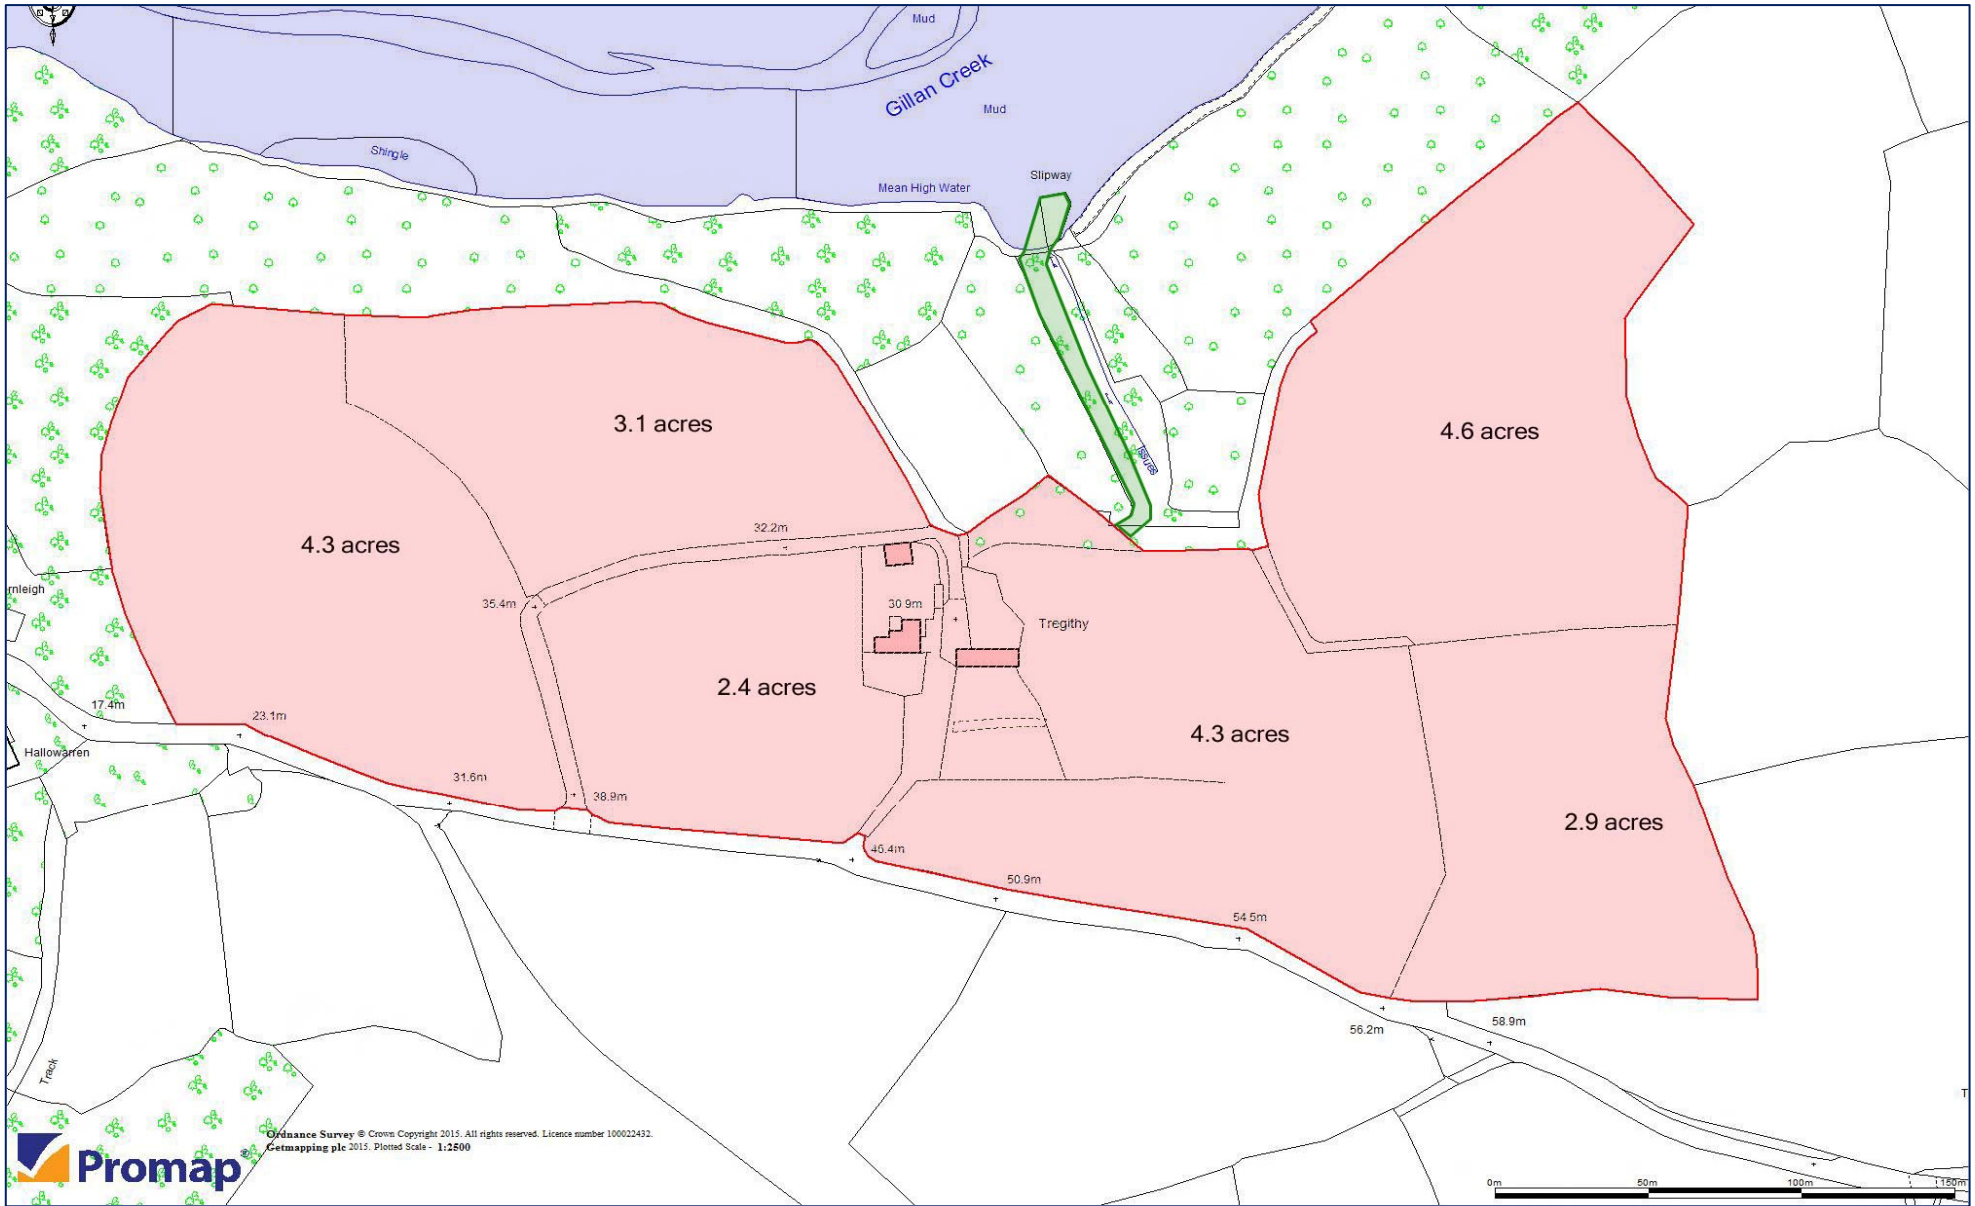 Mud
Gillan Creek
Mud
Shingle
Mean High Water
Slipway
3.1 acres
4.6 acres
4.3 acres
32.2m
35.4m
30.9m
Tregithy
rnleigh
2.4 acres
17.4m
23.1m
4.3 acres
Hallowarren
31.6m
38.9m
2.9 acres
45.4m
50.9m
54.5m
56.2m
58.9m
Track
T
Ordnance Survey © Crown Copyright 2015. All rights reserved. Licence number 100022432.
Getmapping plc 2015. Plotted Scale - 1:2500
Promap
0m 50m 100m 150m